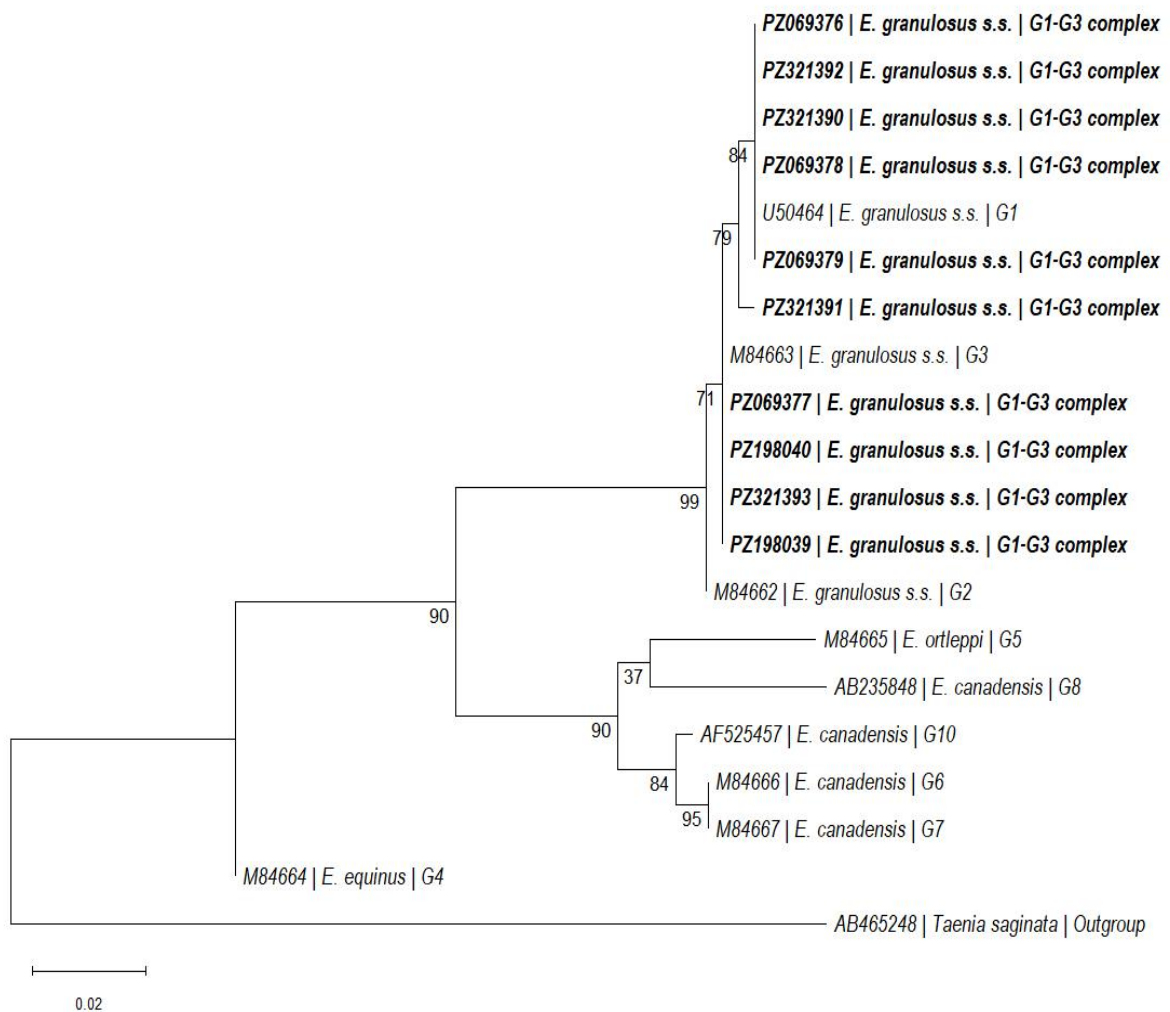 PZ069376 | E. granulosus s.s. | G1-G3 complex
PZ321392 | E. granulosus s.s. | G1-G3 complex
PZ321390 | E. granulosus s.s. | G1-G3 complex
84
PZ069378 | E. granulosus s.s. | G1-G3 complex
U50464 | E. granulosus s.s. | G1
79
PZ069379 | E. granulosus s.s. | G1-G3 complex
PZ321391 | E. granulosus s.s. | G1-G3 complex
M84663 | E. granulosus s.s. | G3
71
PZ069377 | E. granulosus s.s. | G1-G3 complex
PZ198040 | E. granulosus s.s. | G1-G3 complex
99
PZ321393 | E. granulosus s.s. | G1-G3 complex
PZ198039 | E. granulosus s.s. | G1-G3 complex
M84662 | E. granulosus s.s. | G2
90
M84665 | E. ortleppi | G5
37
AB235848 | E. canadensis | G8
90
AF525457 | E. canadensis | G10
84
M84666 | E. canadensis | G6
95
M84667 | E. canadensis | G7
M84664 | E. equinus | G4
AB465248 | Taenia saginata | Outgroup
0.02